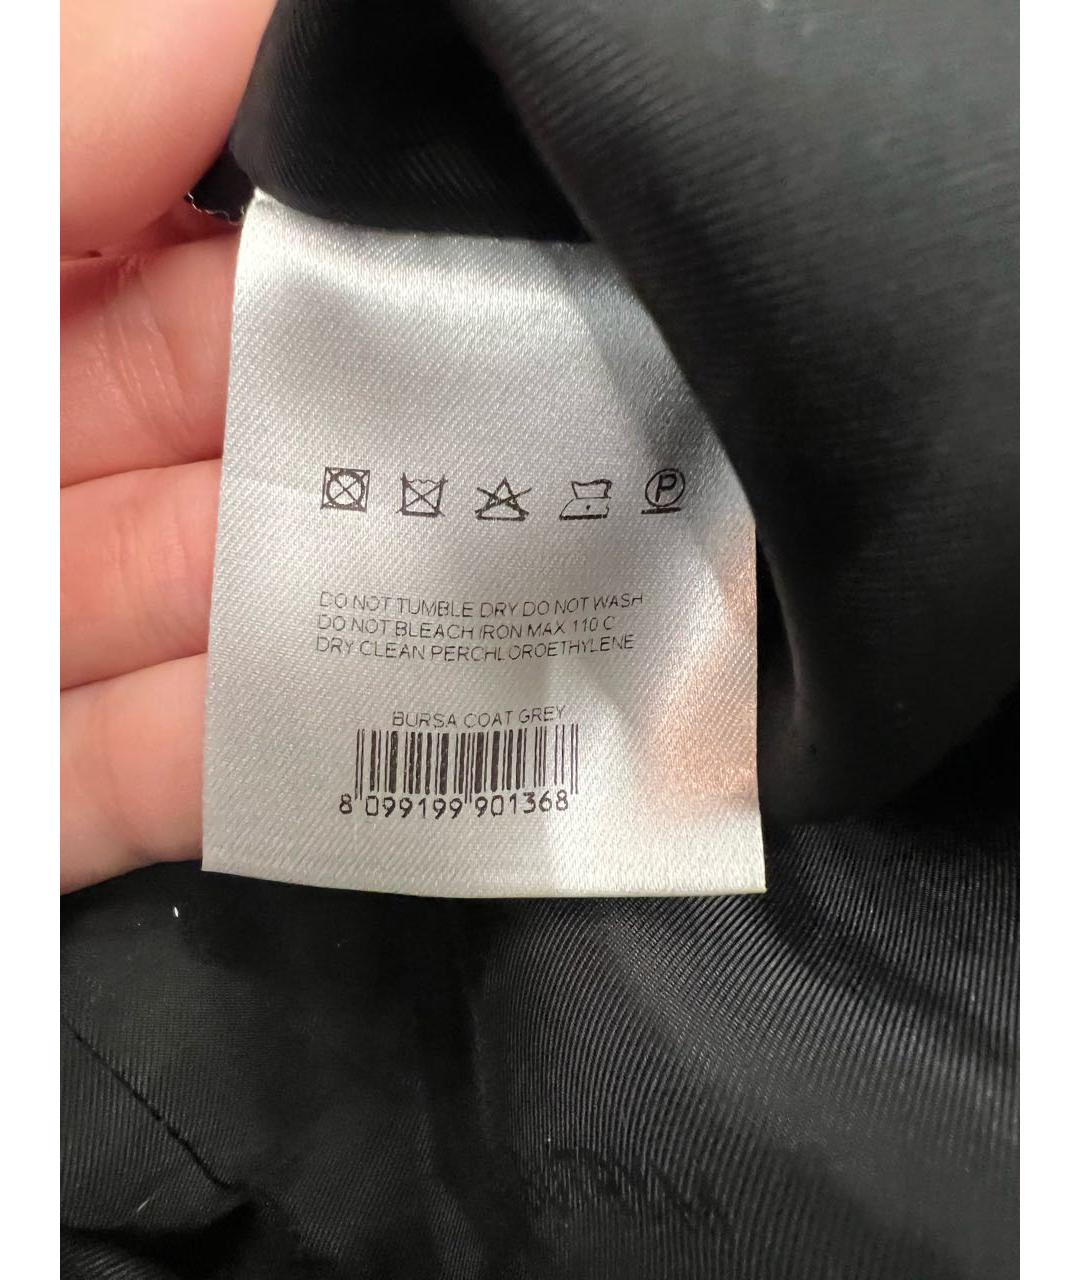 P
DO NOT TUMBLE DRY DO NOT WASH
DO NOT BLEACH IRON MAX 110 C
DRY CLEAN PERCHLOROETHYLENE
BURSA COAT GREY
8 099199 901368